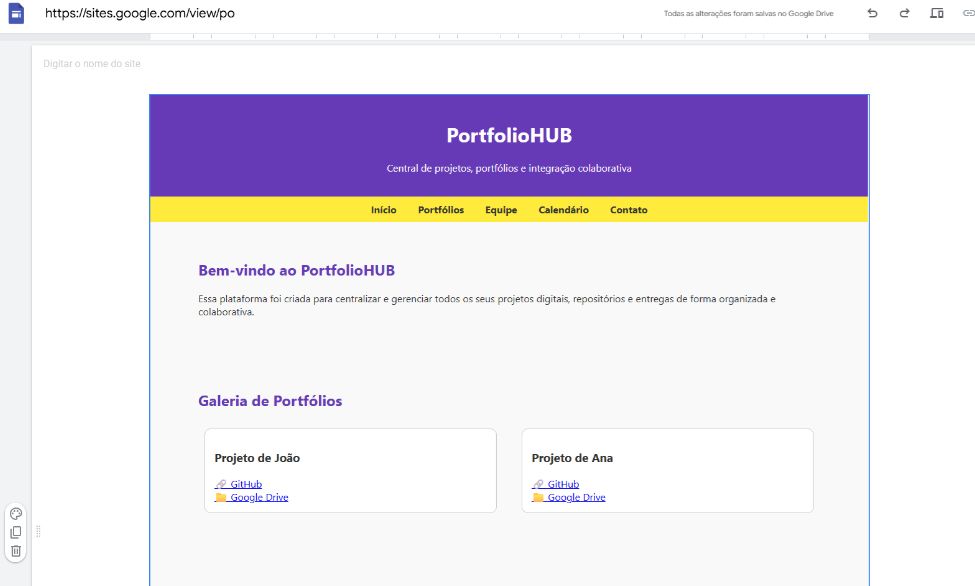 https://sites.google.com/view/po
Todas as alterações foram salvas no Google Drive
Digitar o nome do site
PortfolioHUB
Central de projetos, portfólios e integração colaborativa
Início Portfólios Equipe Calendário Contato
Bem-vindo ao PortfolioHUB
Essa plataforma foi criada para centralizar e gerenciar todos os seus projetos digitais, repositórios e entregas de forma organizada e
colaborativa.
Galeria de Portfólios
Projeto de João
GitHub
Google Drive
Projeto de Ana
GitHub
Google Drive